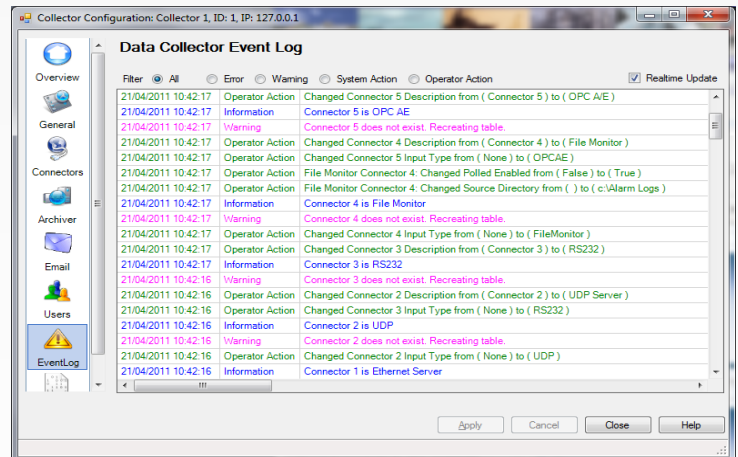 Collector Configuration: Collector 1, ID: 1, IP: 127.0.0.1
Overview
General
Connectors
Archiver
Email
Users
EventLog
Data Collector Event Log
Filter All Error Warning System Action Operator Action Realtime Update
21/04/2011 10:42:17 Operator Action Changed Connector 5 Description from ( Connector 5 ) to ( OPC A/E )
21/04/2011 10:42:17 Information Connector 5 is OPC AE
21/04/2011 10:42:17 Warning Connector 5 does not exist. Recreating table.
21/04/2011 10:42:17 Operator Action Changed Connector 4 Description from ( Connector 4 ) to ( File Monitor )
21/04/2011 10:42:17 Operator Action Changed Connector 5 Input Type from ( None ) to ( OPCAE )
21/04/2011 10:42:17 Operator Action File Monitor Connector 4: Changed Polled Enabled from ( False ) to ( True )
21/04/2011 10:42:17 Operator Action File Monitor Connector 4: Changed Source Directory from ( ) to ( c:\Alarm Logs )
21/04/2011 10:42:17 Information Connector 4 is File Monitor
21/04/2011 10:42:17 Warning Connector 4 does not exist. Recreating table.
21/04/2011 10:42:17 Operator Action Changed Connector 4 Input Type from ( None ) to ( FileMonitor )
21/04/2011 10:42:17 Operator Action Changed Connector 3 Description from ( Connector 3 ) to ( RS232 )
21/04/2011 10:42:17 Information Connector 3 is RS232
21/04/2011 10:42:16 Warning Connector 3 does not exist. Recreating table.
21/04/2011 10:42:16 Operator Action Changed Connector 2 Description from ( Connector 2 ) to ( UDP Server )
21/04/2011 10:42:16 Operator Action Changed Connector 3 Input Type from ( None ) to ( RS232 )
21/04/2011 10:42:16 Information Connector 2 is UDP
21/04/2011 10:42:16 Warning Connector 2 does not exist. Recreating table.
21/04/2011 10:42:16 Operator Action Changed Connector 2 Input Type from ( None ) to ( UDP )
21/04/2011 10:42:16 Information Connector 1 is Ethernet Server
Apply Cancel Close Help